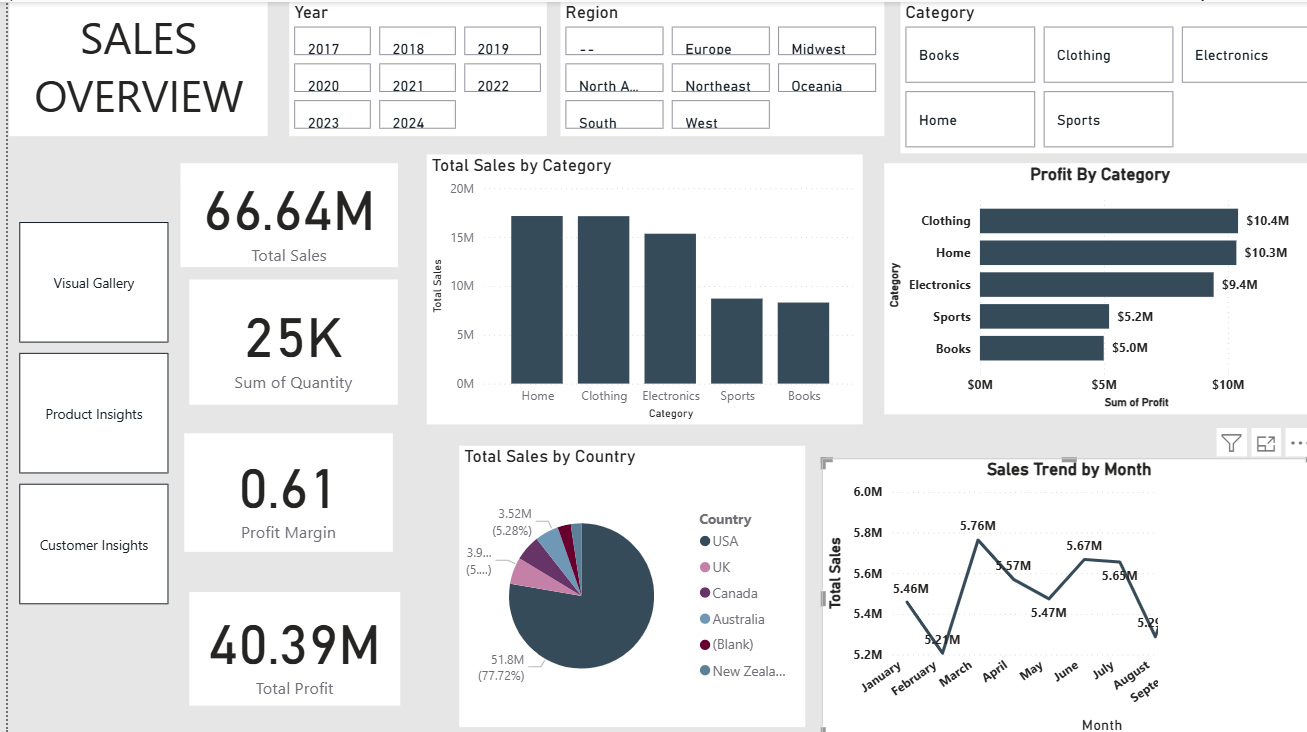 SALES
OVERVIEW
Year
2017
2018
2019
2020
2021
2022
2023
2024
Region
--
Europe
Midwest
North A...
Northeast
Oceania
South
West
Category
Books
Clothing
Electronics
Home
Sports
Visual Gallery
Product Insights
Customer Insights
66.64M
Total Sales
25K
Sum of Quantity
0.61
Profit Margin
40.39M
Total Profit
Total Sales by Category
Total Sales
20M
15M
10M
5M
0M
Home
Clothing
Electronics
Sports
Books
Category
Profit By Category
Category
Clothing
$10.4M
Home
$10.3M
Electronics
$9.4M
Sports
$5.2M
Books
$5.0M
$0M
$5M
$10M
Sum of Profit
Total Sales by Country
3.52M
(5.28%)
3.9...
(5....)
51.8M
(77.72%)
Country
USA
UK
Canada
Australia
(Blank)
New Zeala...
Sales Trend by Month
Total Sales
6.0M
5.8M
5.6M
5.4M
5.2M
5.46M
5.21M
5.76M
5.57M
5.47M
5.67M
5.65M
5.29
January
February
March
April
May
June
July
August
Septe
Month